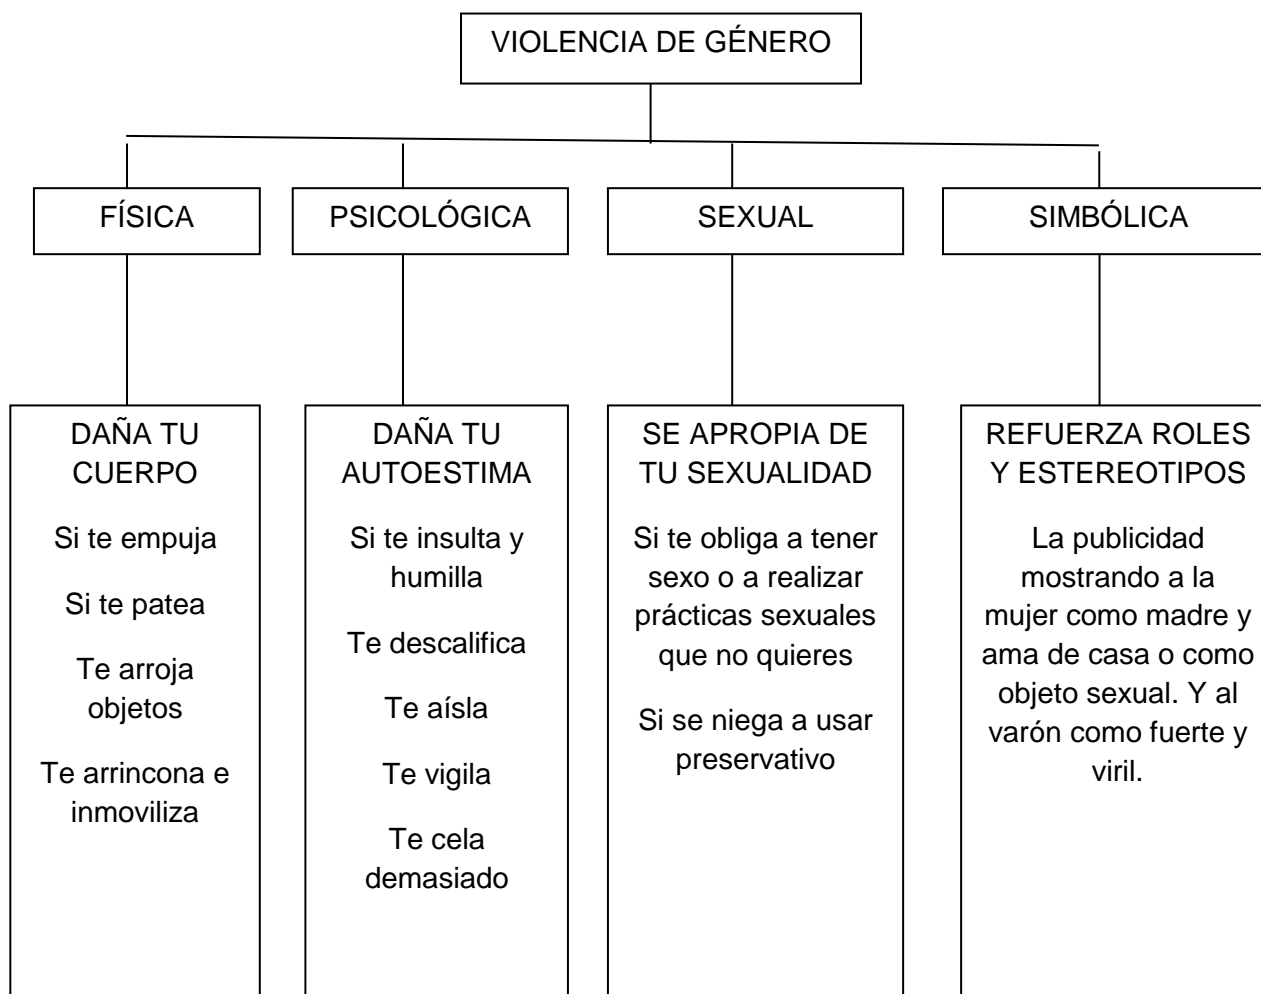 VIOLENCIA DE GÉNERO
FÍSICA
PSICOLÓGICA
SEXUAL
SIMBÓLICA
DAÑA TU
CUERPO
Si te empuja
Si te patea
Te arroja
objetos
Te arrincona e
inmoviliza
DAÑA TU
AUTOESTIMA
Si te insulta y
humilla
Te descalifica
Te aísla
Te vigila
Te cela
demasiado
SE APROPIA DE
TU SEXUALIDAD
Si te obliga a tener
sexo o a realizar
prácticas sexuales
que no quieres
Si se niega a usar
preservativo
REFUERZA ROLES
Y ESTEREOTIPOS
La publicidad
mostrando a la
mujer como madre y
ama de casa o como
objeto sexual. Y al
varón como fuerte y
viril.